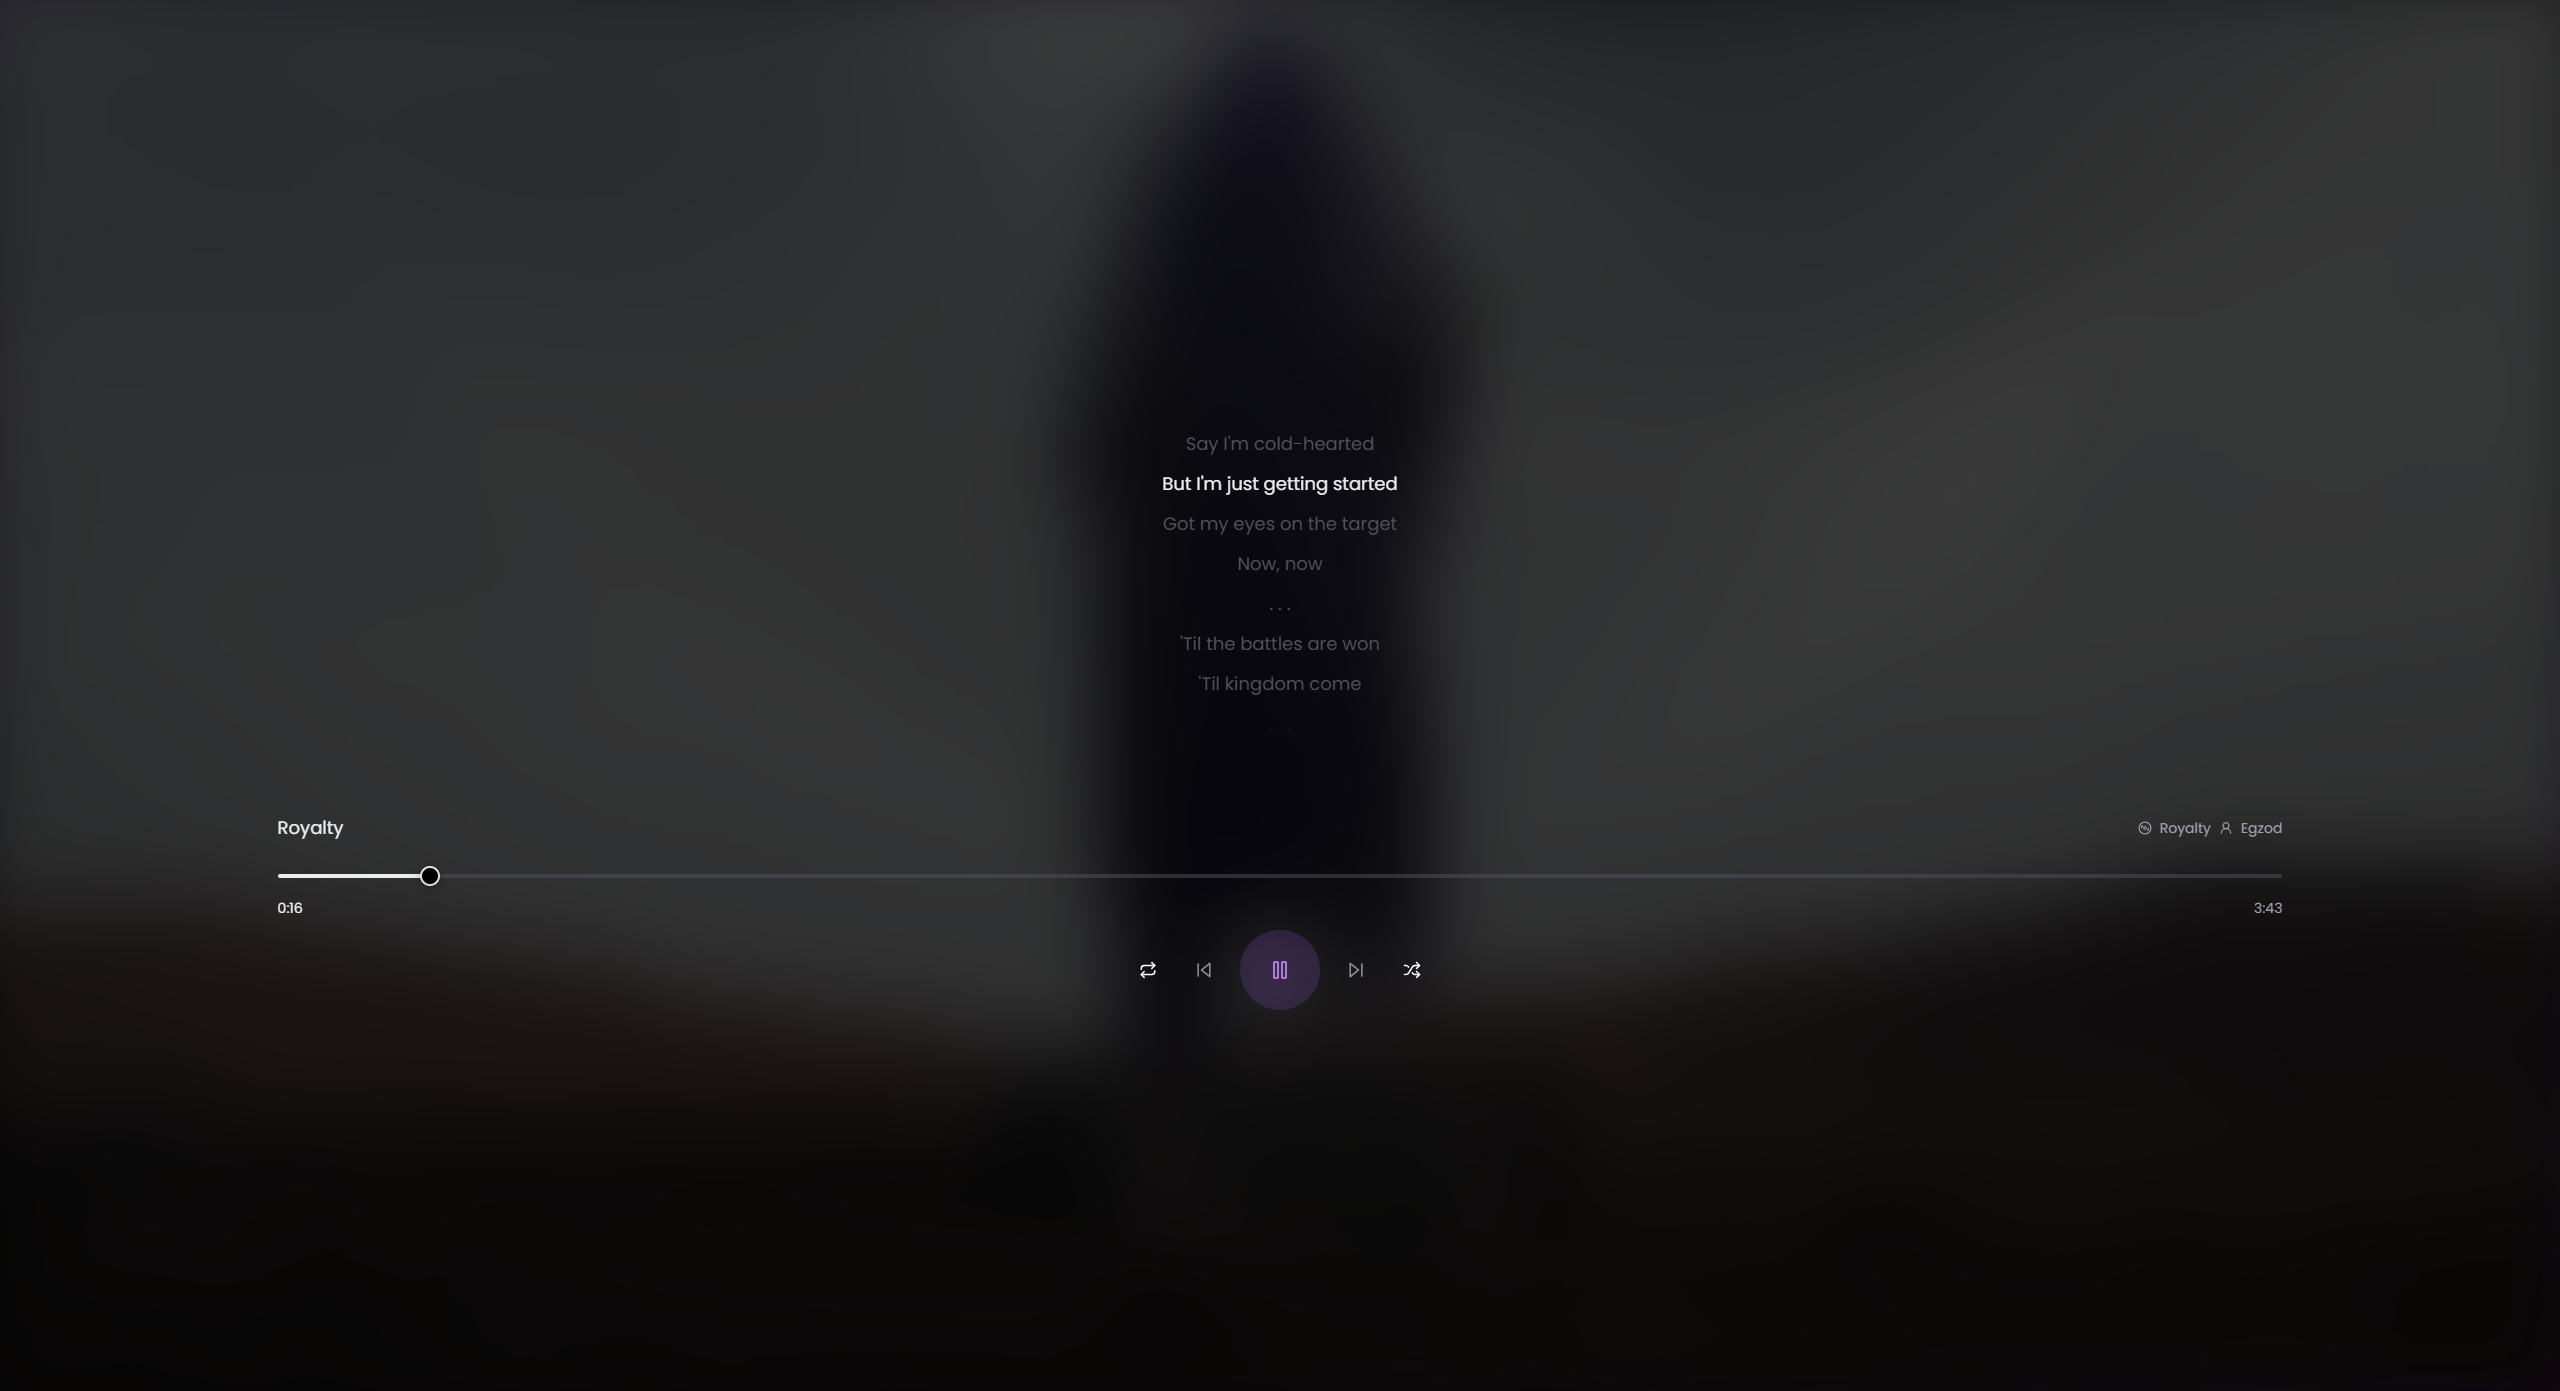 Say I'm cold-hearted
But I'm just getting started
Got my eyes on the target
Now, now
...
'Til the battles are won
'Til kingdom come
...
Royalty
Royalty Egzod
0:16
3:43